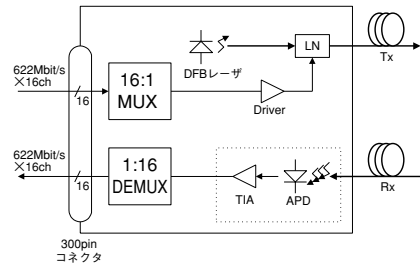 622Mbit/s
×16ch
16
16:1
MUX
DFBレーザ
LN
Tx
Driver
622Mbit/s
×16ch
16
1:16
DEMUX
TIA
APD
Rx
300pin
コネクタ